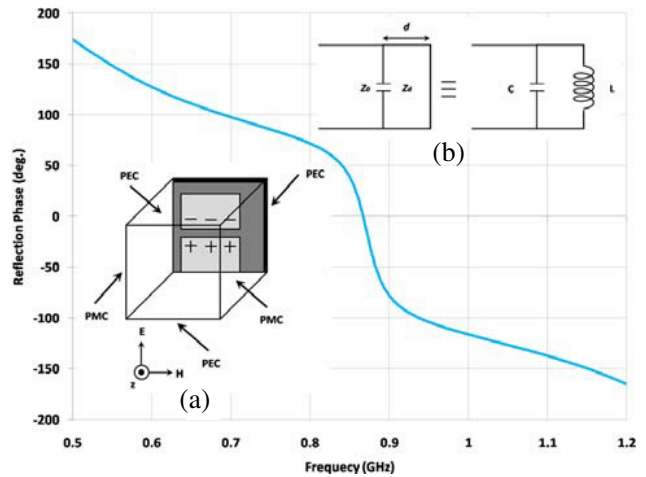 200
150
100
50
0
-50
-100
-150
-200
Reflection Phase (deg.)
0.5 0.6 0.7 0.8 0.9 1 1.1 1.2
Frequecy (GHz)
d
Z0 Zd
C L
(b)
PEC
PEC
_ _ _
+ + +
PMC
PMC
PEC
E
H
z
(a)